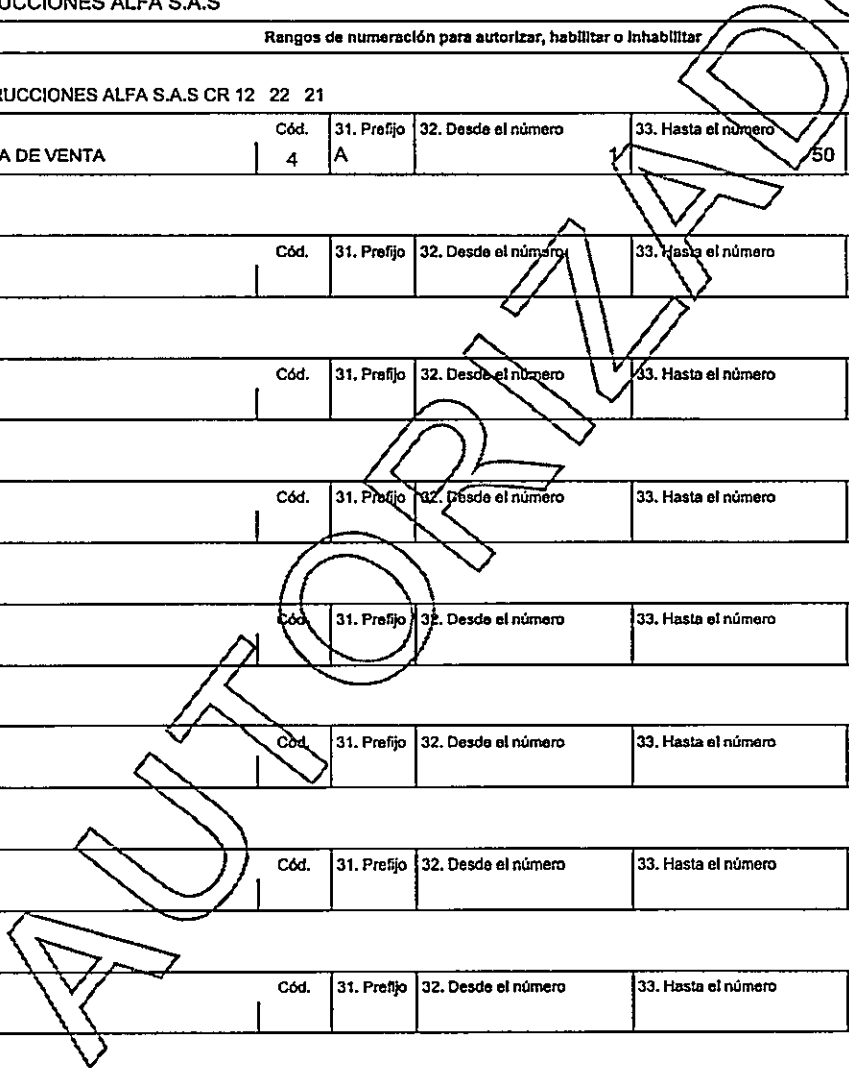 UCCIONES ALFA S.A.S
Rangos de numeración para autorizar, habilitar o inhabilitar
RUCCIONES ALFA S.A.S CR 12 22 21
Cód. 31. Prefijo 32. Desde el número 33. Hasta el número
A DE VENTA 4 A 1 50
Cód. 31. Prefijo 32. Desde el número 33. Hasta el número
Cód. 31. Prefijo 32. Desde el número 33. Hasta el número
Cód. 31. Prefijo 32. Desde el número 33. Hasta el número
Cód. 31. Prefijo 32. Desde el número 33. Hasta el número
Cód. 31. Prefijo 32. Desde el número 33. Hasta el número
Cód. 31. Prefijo 32. Desde el número 33. Hasta el número
Cód. 31. Prefijo 32. Desde el número 33. Hasta el número
AUTORIZADO